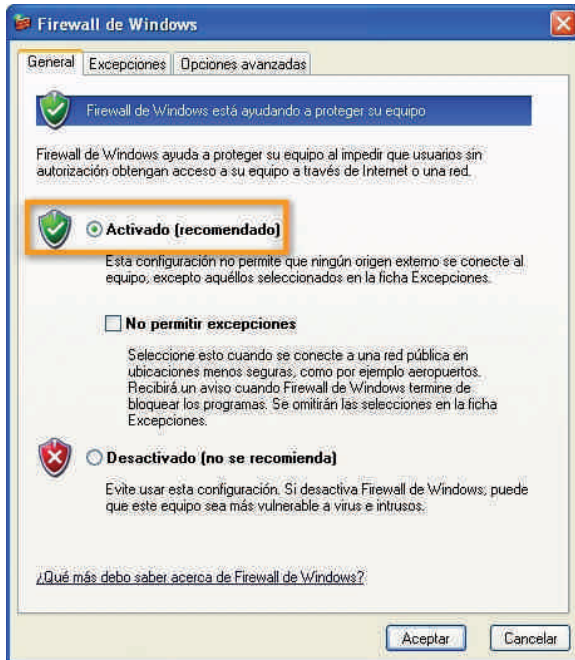 Firewall de Windows
General Excepciones Opciones avanzadas
Firewall de Windows está ayudando a proteger su equipo
Firewall de Windows ayuda a proteger su equipo al impedir que usuarios sin
autorización obtengan acceso a su equipo a través de Internet o una red.
Activado (recomendado)
Esta configuración no permite que ningún origen externo se conecte al
equipo, excepto aquéllos seleccionados en la ficha Excepciones.
No permitir excepciones
Seleccione esto cuando se conecte a una red pública en
ubicaciones menos seguras, como por ejemplo aeropuertos.
Recibirá un aviso cuando Firewall de Windows termine de
bloquear los programas. Se omitirán las selecciones en la ficha
Excepciones.
Desactivado (no se recomienda)
Evite usar esta configuración. Si desactiva Firewall de Windows, puede
que este equipo sea más vulnerable a virus e intrusos.
¿Qué más debo saber acerca de Firewall de Windows?
Aceptar Cancelar